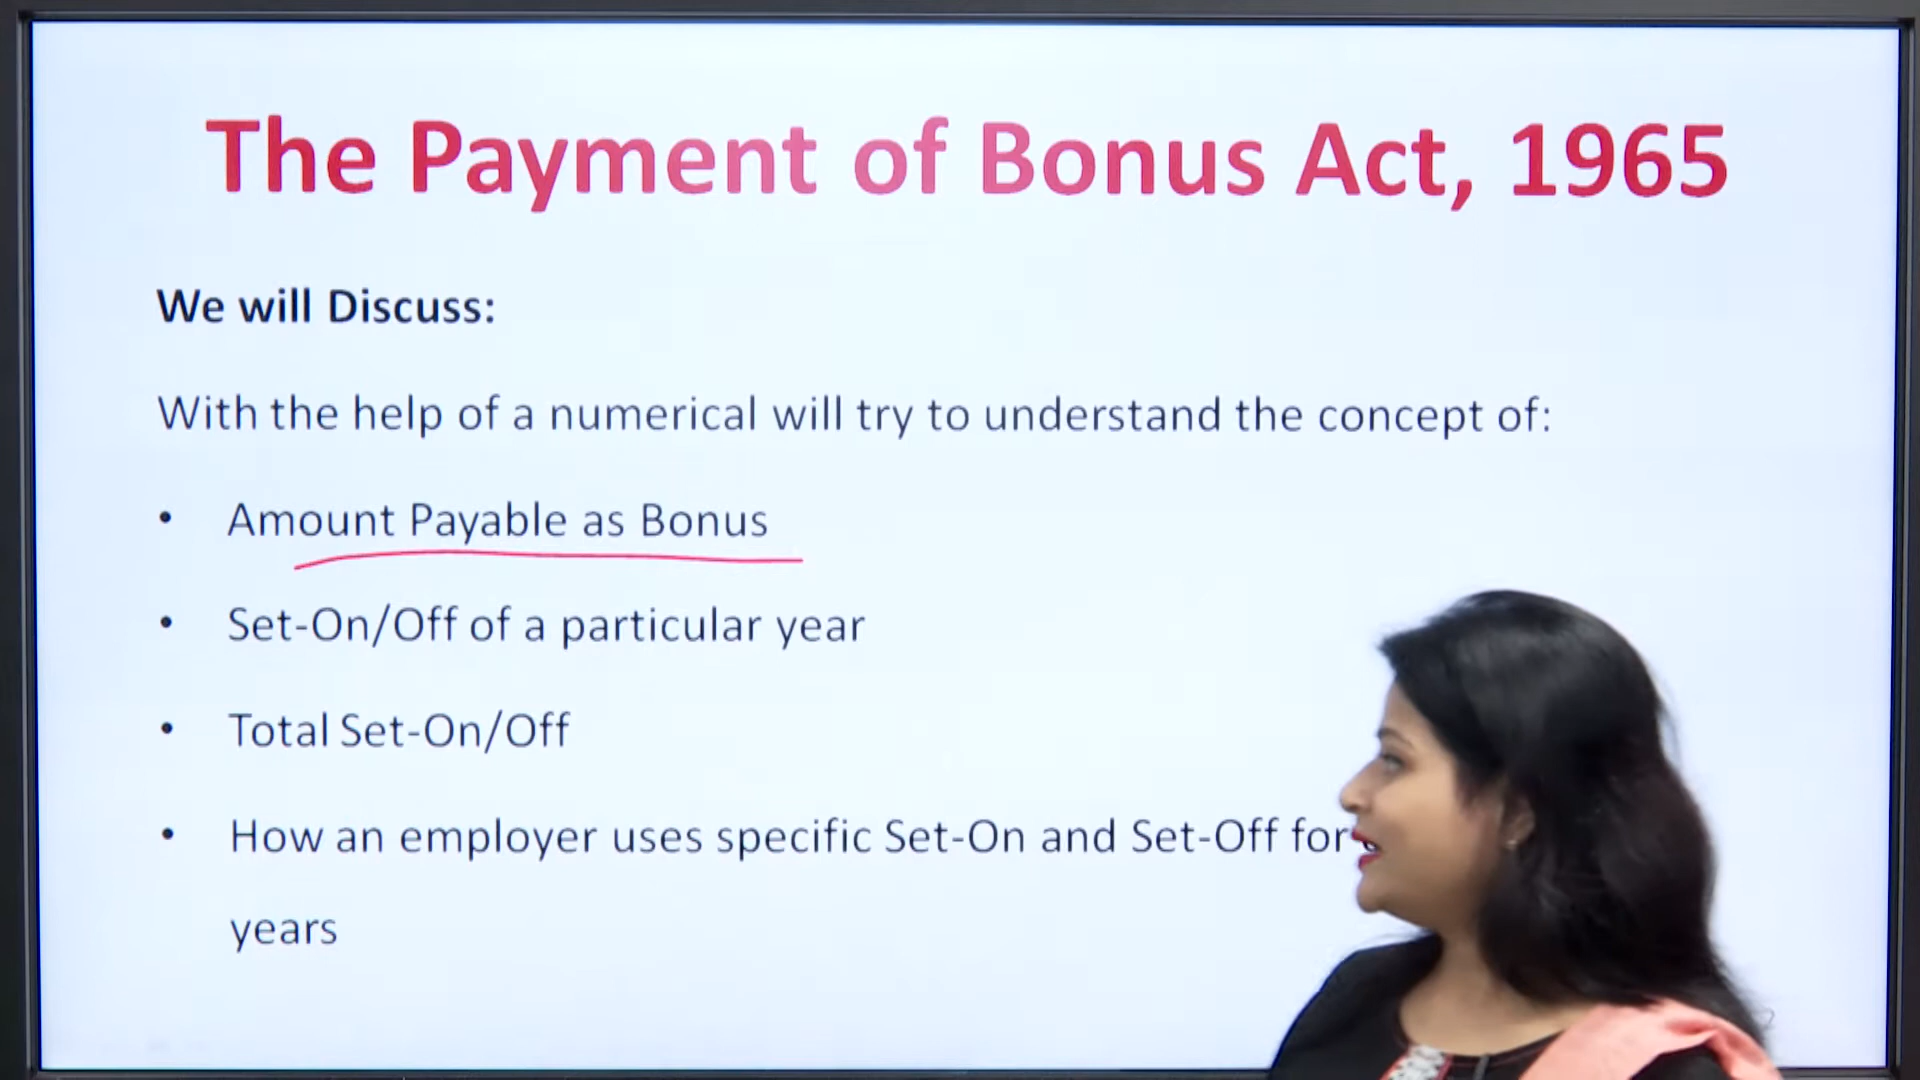 The Payment of Bonus Act, 1965
We will Discuss:
With the help of a numerical will try to understand the concept of:
• Amount Payable as Bonus
• Set-On/Off of a particular year
• Total Set-On/Off
• How an employer uses specific Set-On and Set-Off for
years